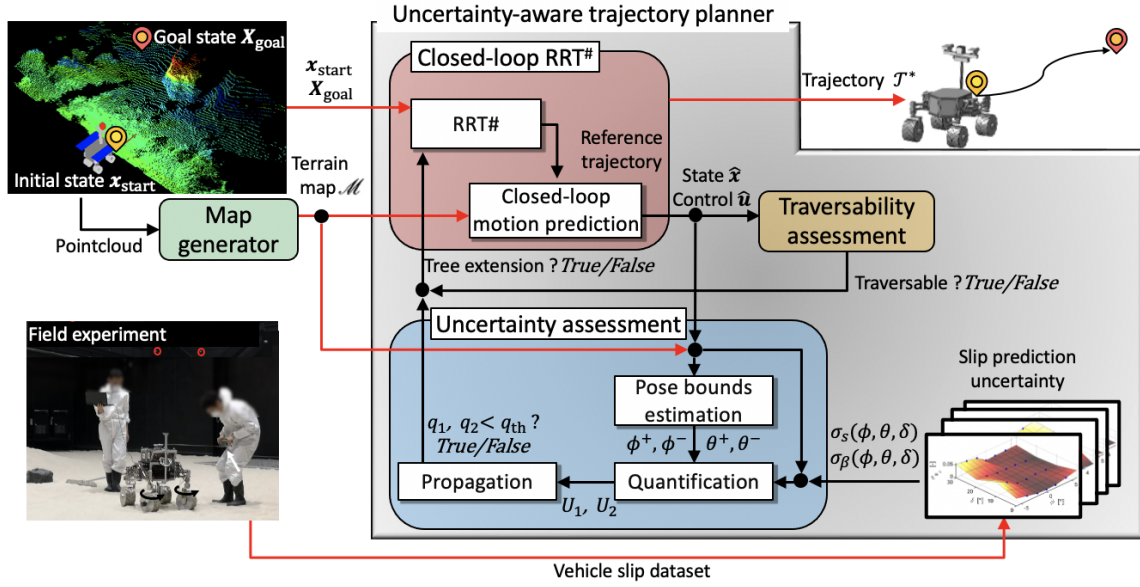 Uncertainty-aware trajectory planner
Goal state X_goal
Initial state x_start
Pointcloud
Map
generator
Terrain
map ℳ
x_start
X_goal
Closed-loop RRT#
RRT#
Reference
trajectory
Closed-loop
motion prediction
Trajectory 𝒯*
State x̂
Control û
Traversability
assessment
Tree extension ? True/False
Traversable ? True/False
Uncertainty assessment
Pose bounds
estimation
ϕ⁺, ϕ⁻ θ⁺, θ⁻
Quantification
U₁, U₂
Propagation
q₁, q₂ < q_th ?
True/False
Slip prediction
uncertainty
σ_s(ϕ, θ, δ)
σ_β(ϕ, θ, δ)
Field experiment
Vehicle slip dataset